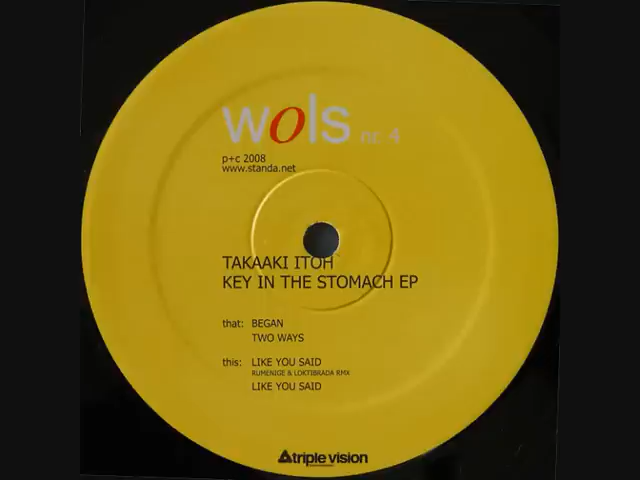 wols nr. 4
p+c 2008
www.standa.net
TAKAAKI ITOH
KEY IN THE STOMACH EP
that: BEGAN
TWO WAYS
this: LIKE YOU SAID
RUMENIGE & LOKTIBRADA RMX
LIKE YOU SAID
triple vision